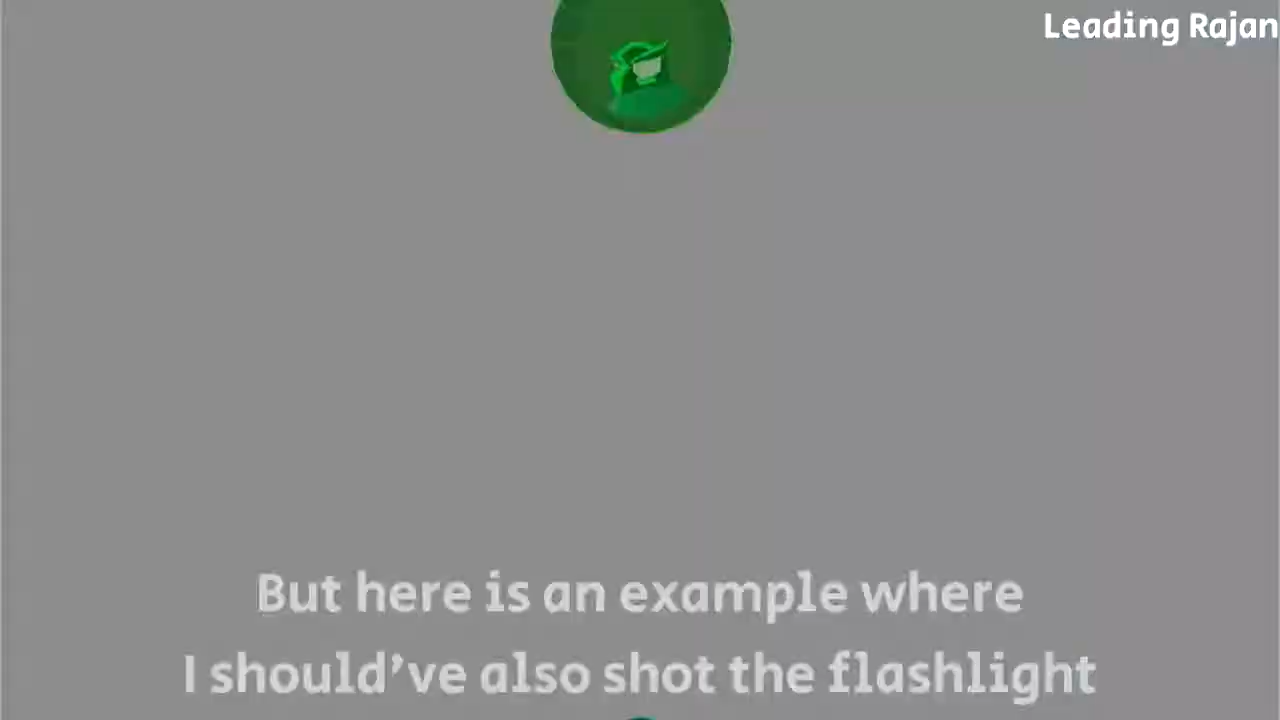 Leading Rajan
But here is an example where
I should've also shot the flashlight